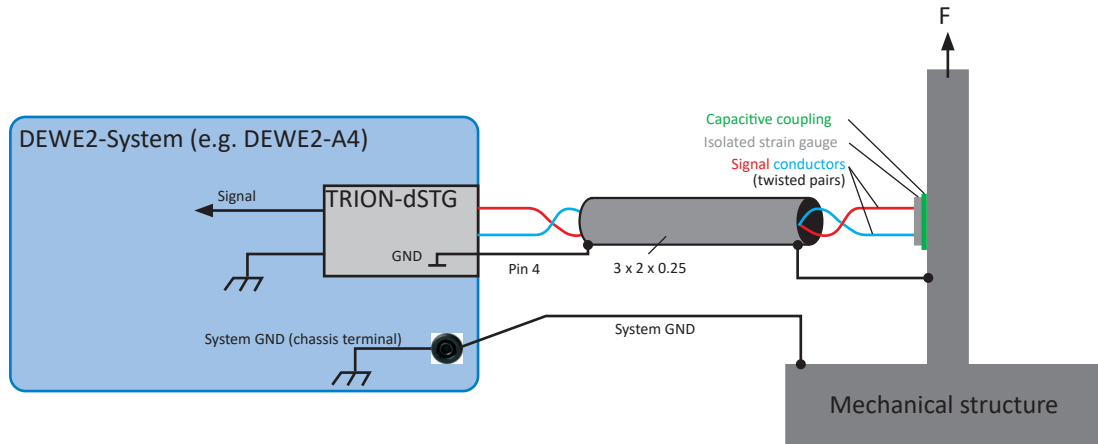 F
DEWE2-System (e.g. DEWE2-A4)
Capacitive coupling
Isolated strain gauge
Signal conductors
(twisted pairs)
Signal
TRION-dSTG
GND
Pin 4
3 x 2 x 0.25
System GND (chassis terminal)
System GND
Mechanical structure